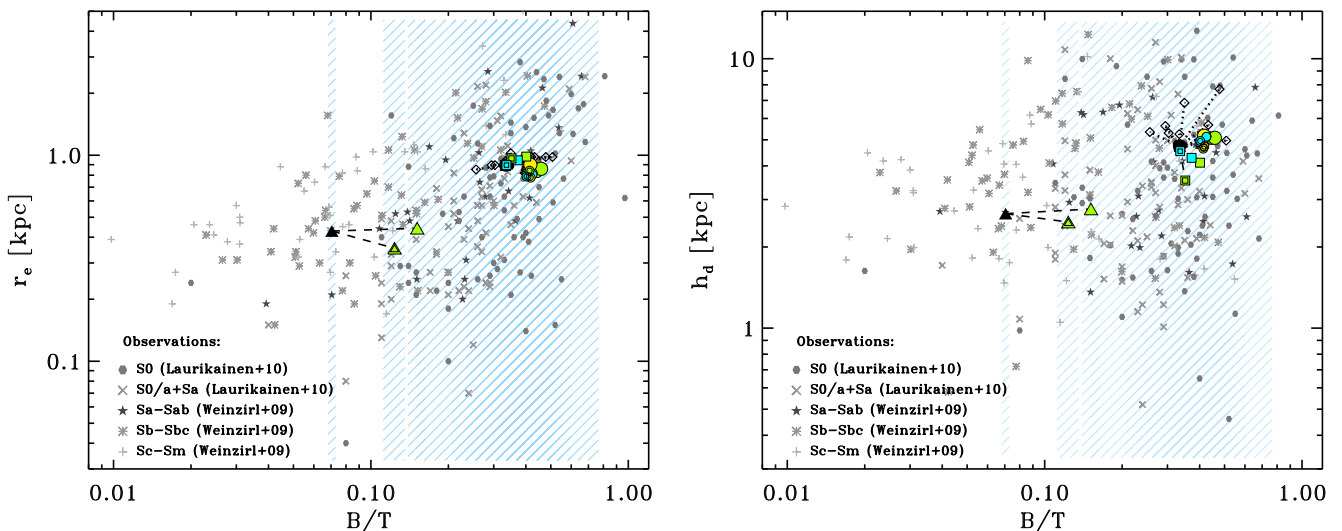 1.0
0.1
r_e [kpc]
Observations:
S0 (Laurikainen+10)
S0/a+Sa (Laurikainen+10)
Sa-Sab (Weinzirl+09)
Sb-Sbc (Weinzirl+09)
Sc-Sm (Weinzirl+09)
0.01
0.10
1.00
B/T
10
1
h_d [kpc]
Observations:
S0 (Laurikainen+10)
S0/a+Sa (Laurikainen+10)
Sa-Sab (Weinzirl+09)
Sb-Sbc (Weinzirl+09)
Sc-Sm (Weinzirl+09)
0.01
0.10
1.00
B/T